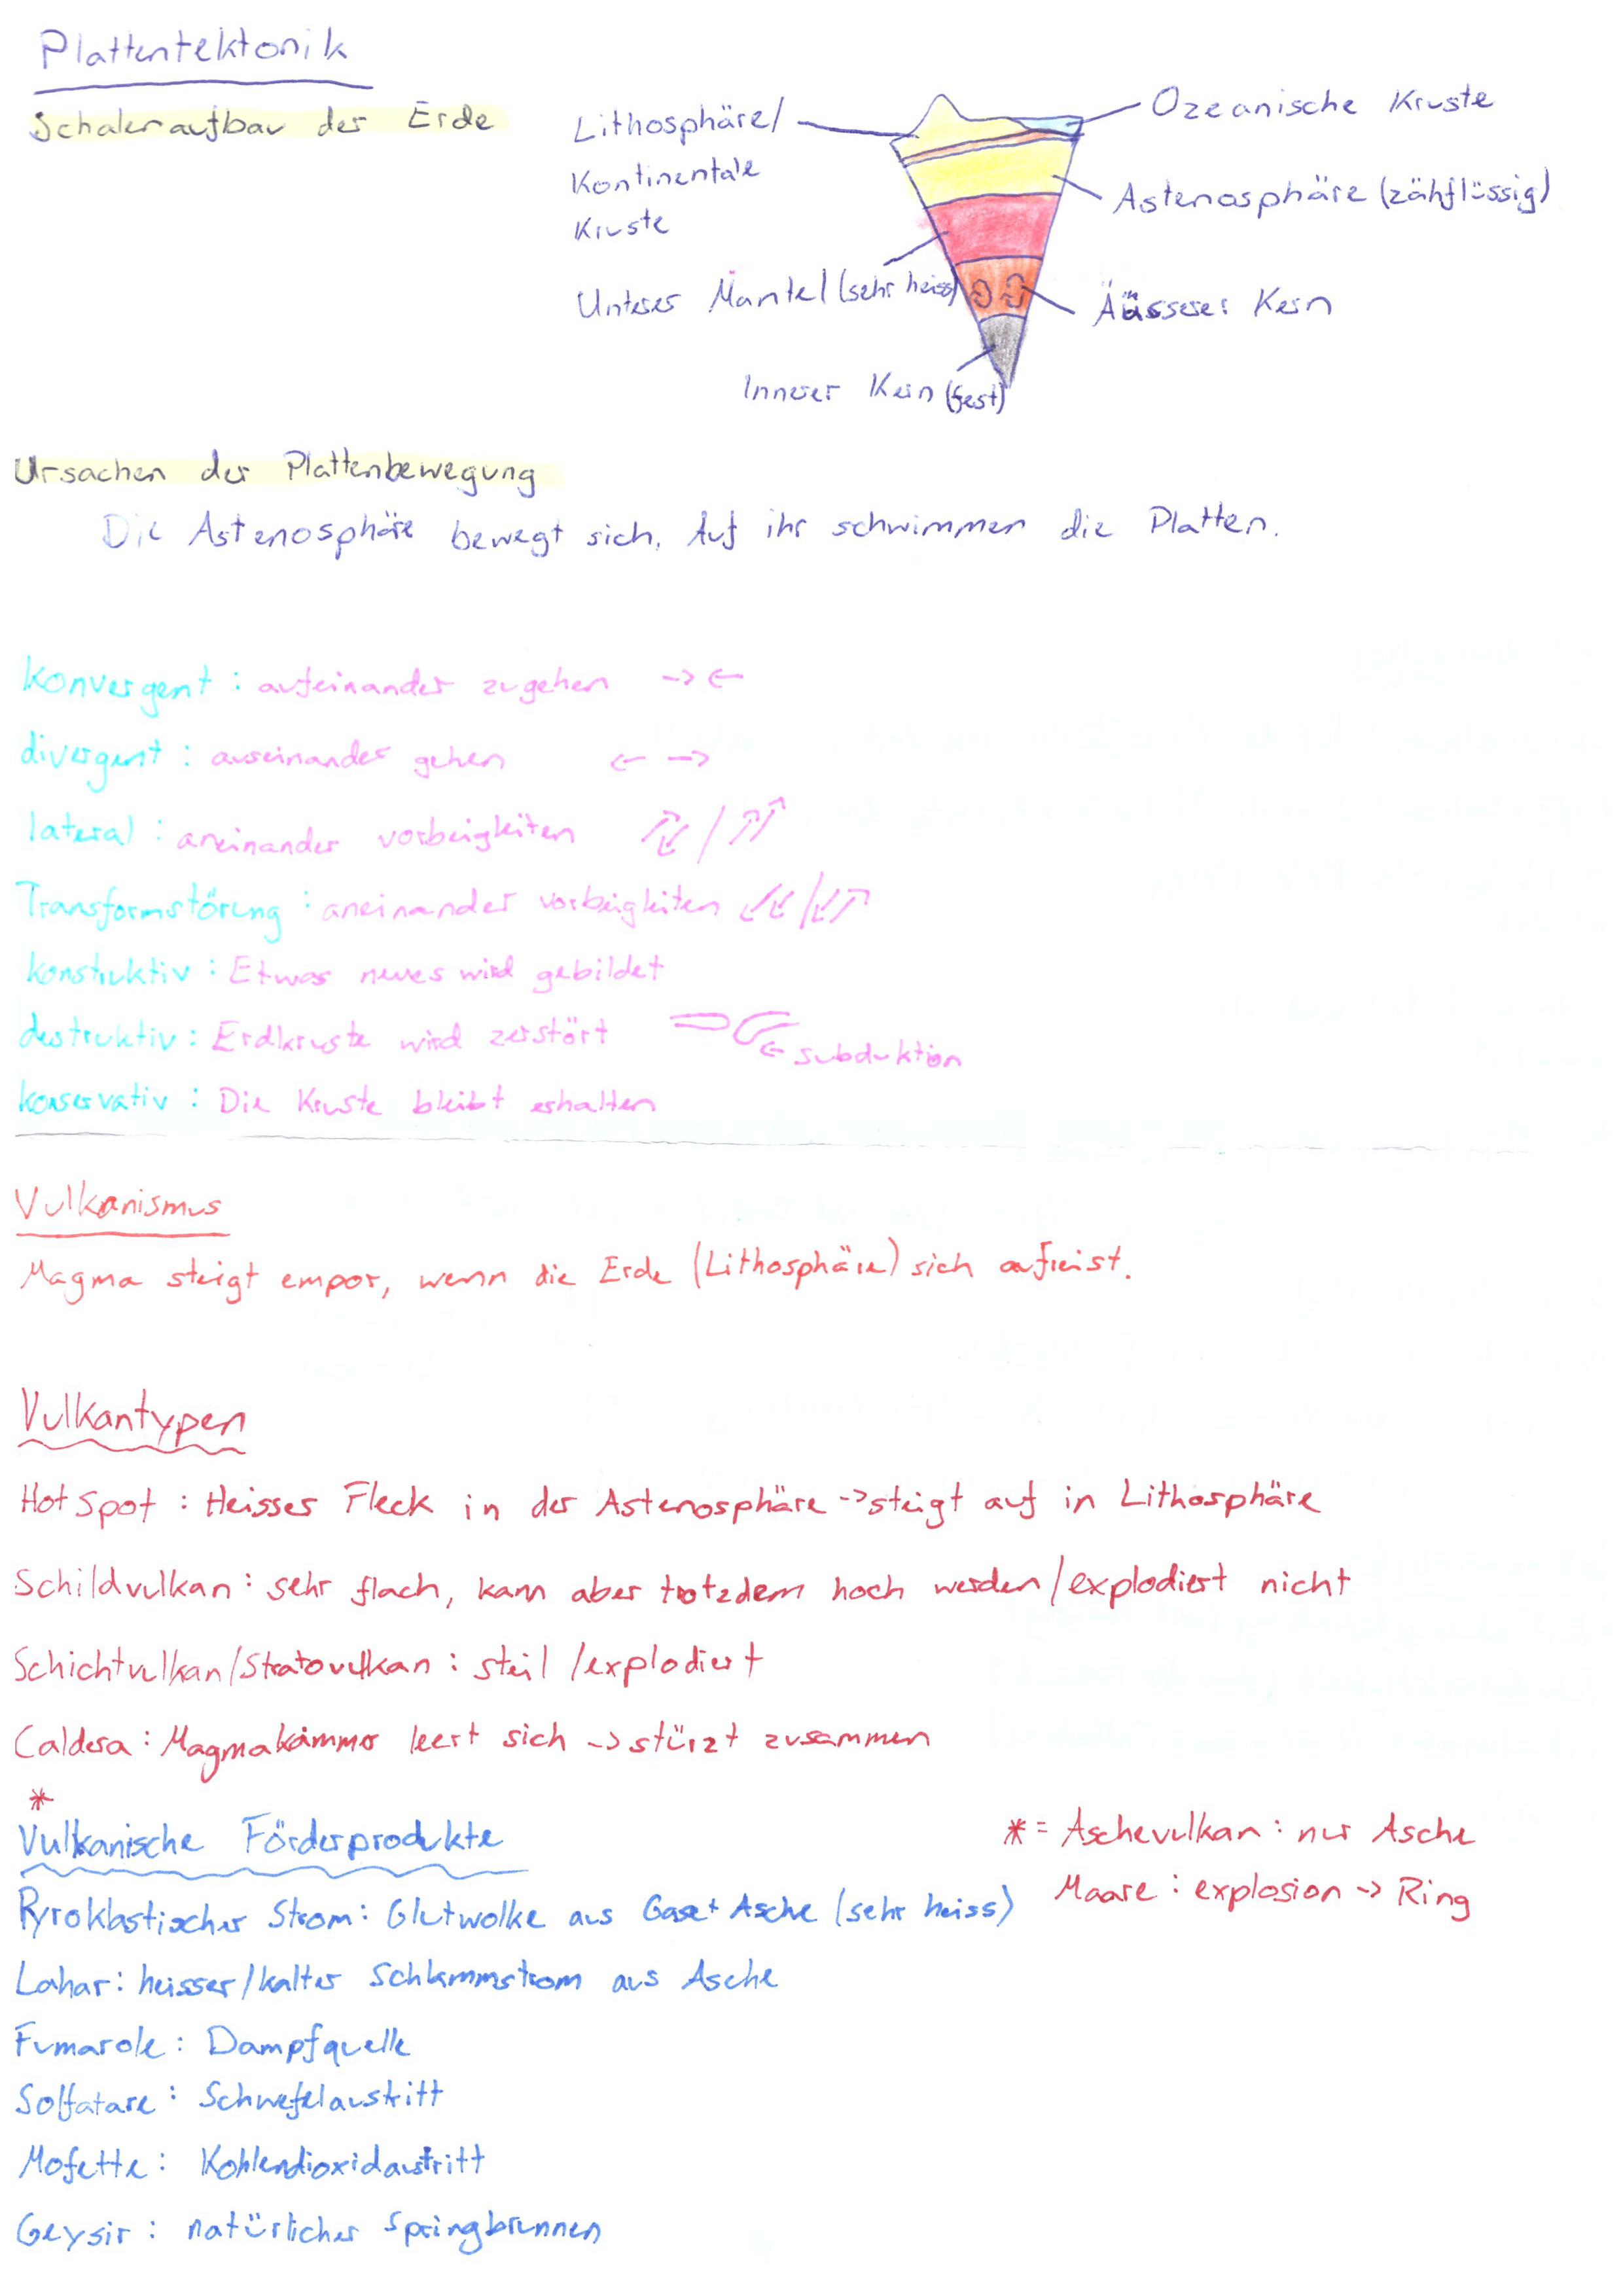 Plattentektonik
Schalenaufbau der Erde
Lithosphäre/
Kontinentale
Kruste
Ozeanische Kruste
Astenosphäre (zähflüssig)
Unterer Mantel (sehr heiss)
Äüsserer Kern
Innerer Kern (fest)
Ursachen der Plattenbewegung
Die Astenosphäre bewegt sich. Auf ihr schwimmen die Platten.
Konvergent : aufeinander zugehen → ←
divergent : auseinander gehen ← →
lateral : aneinander vorbeigleiten ↗↙ / ↗↗
Transformstörung : aneinander vorbeigleiten ↙↙ / ↙↗
konstruktiv : Etwas neues wird gebildet
destruktiv : Erdkruste wird zerstört ← subduktion
konservativ : Die Kruste bleibt erhalten
Vulkanismus
Magma steigt empor, wenn die Erde (Lithosphäre) sich aufreist.
Vulkantypen
Hot Spot : Heisser Fleck in der Astenosphäre -> steigt auf in Lithosphäre
Schildvulkan : sehr flach, kann aber trotzdem hoch werden / explodiert nicht
Schichtvulkan/Stratovulkan : steil / explodiert
Caldera : Magmakammer leert sich -> stürzt zusammen
*
* = Aschevulkan : nur Asche
Maare : explosion -> Ring
Vulkanische Förderprodukte
Pyroklastischer Strom : Glutwolke aus Gase + Asche (sehr heiss)
Lahar : heisser/kalter Schlammstrom aus Asche
Fumarole : Dampfquelle
Solfatare : Schwefelaustritt
Mofette : Kohlendioxidaustritt
Geysir : natürlicher Springbrunnen